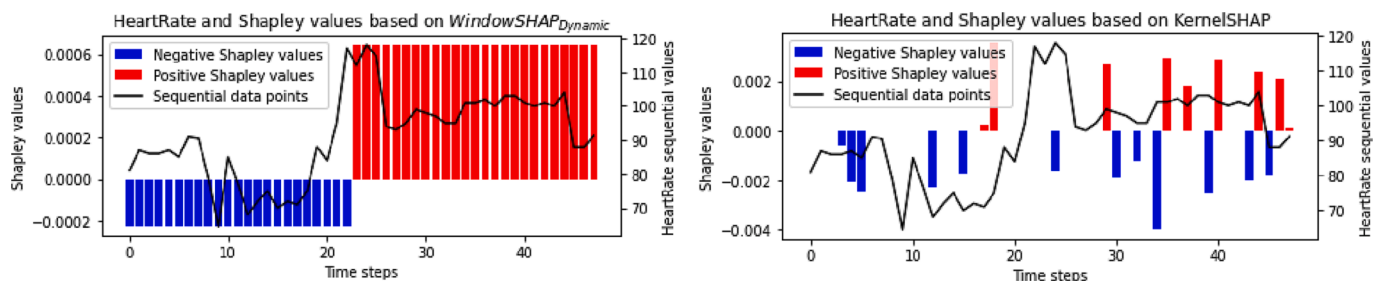 HeartRate and Shapley values based on WindowSHAP_Dynamic
Negative Shapley values
Positive Shapley values
Sequential data points
Shapley values
0.0006
0.0004
0.0002
0.0000
−0.0002
0
10
20
30
40
Time steps
120
110
100
90
80
70
HeartRate sequential values
HeartRate and Shapley values based on KernelSHAP
Negative Shapley values
Positive Shapley values
Sequential data points
Shapley values
0.002
0.000
−0.002
−0.004
0
10
20
30
40
Time steps
120
110
100
90
80
70
HeartRate sequential values